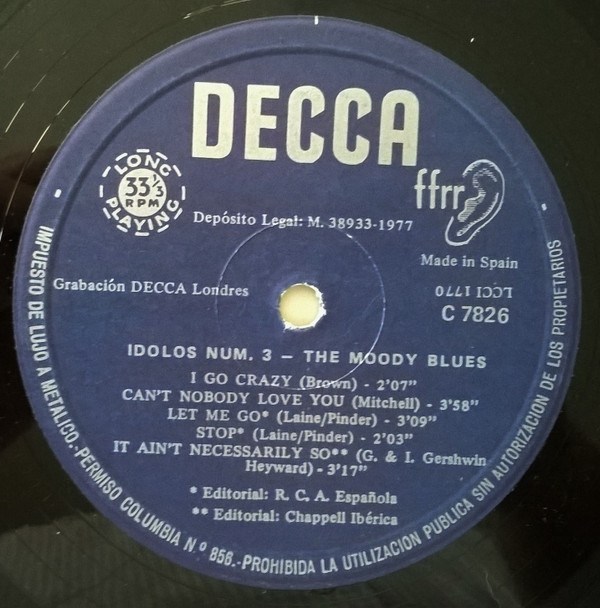 DECCA
LONG
33 1/3
RPM
PLAYING
ffrr
Depósito Legal: M. 38933-1977
Made in Spain
Grabación DECCA Londres
LCCI 1770
C 7826
IDOLOS NUM. 3 — THE MOODY BLUES
I GO CRAZY (Brown) - 2'07"
CAN'T NOBODY LOVE YOU (Mitchell) - 3'58"
LET ME GO* (Laine/Pinder) - 3'09"
STOP* (Laine/Pinder) - 2'03"
IT AIN'T NECESSARILY SO** (G. & I. Gershwin
Heyward) - 3'17"
* Editorial: R. C. A. Española
** Editorial: Chappell Ibérica
IMPUESTO DE LUJO A METALICO.-PERMISO COLUMBIA Nº 856.-PROHIBIDA LA UTILIZACION PUBLICA SIN AUTORIZACION DE LOS PROPIETARIOS